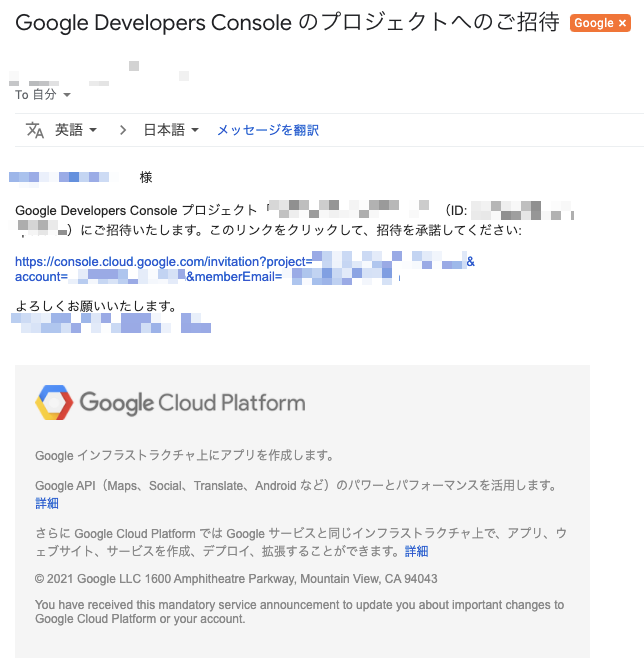 Google Developers Console のプロジェクトへのご招待 Google ×
To 自分
英語 日本語 メッセージを翻訳
様
Google Developers Console プロジェクト「 （ID:
）にご招待いたします。このリンクをクリックして、招待を承諾してください:
https://console.cloud.google.com/invitation?project= &
account= &memberEmail=
よろしくお願いいたします。
Google Cloud Platform
Google インフラストラクチャ上にアプリを作成します。
Google API（Maps、Social、Translate、Android など）のパワーとパフォーマンスを活用します。
詳細
さらに Google Cloud Platform では Google サービスと同じインフラストラクチャ上で、アプリ、ウ
ェブサイト、サービスを作成、デプロイ、拡張することができます。詳細
© 2021 Google LLC 1600 Amphitheatre Parkway, Mountain View, CA 94043
You have received this mandatory service announcement to update you about important changes to
Google Cloud Platform or your account.